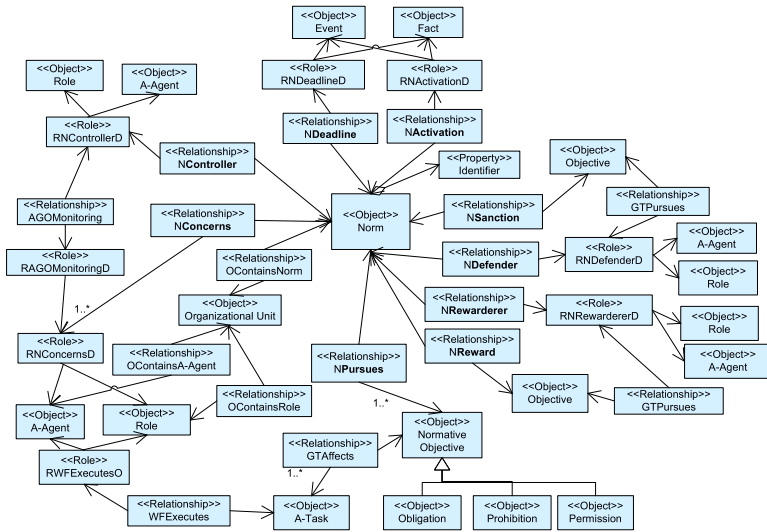 <<Object>>
Event
<<Object>>
Fact
<<Object>>
Role
<<Object>>
A-Agent
<<Role>>
RNDeadlineD
<<Role>>
RNActivationD
<<Role>>
RNControllerD
<<Relationship>>
NDeadline
<<Relationship>>
NActivation
<<Relationship>>
NController
<<Property>>
Identifier
<<Object>>
Objective
<<Relationship>>
AGOMonitoring
<<Relationship>>
NConcerns
<<Object>>
Norm
<<Relationship>>
NSanction
<<Relationship>>
GTPursues
<<Role>>
RAGOMonitoringD
<<Relationship>>
OContainsNorm
<<Relationship>>
NDefender
<<Role>>
RNDefenderD
<<Object>>
A-Agent
<<Object>>
Role
1..*
<<Object>>
Organizational Unit
<<Relationship>>
NRewarderer
<<Role>>
RNRewardererD
<<Object>>
Role
<<Object>>
A-Agent
<<Role>>
RNConcernsD
<<Relationship>>
OContainsA-Agent
<<Relationship>>
NPursues
<<Relationship>>
NReward
<<Relationship>>
OContainsRole
<<Object>>
Objective
<<Relationship>>
GTPursues
1..*
<<Object>>
A-Agent
<<Object>>
Role
<<Object>>
Normative
Objective
<<Relationship>>
GTAffects
1..*
<<Role>>
RWFExecutesO
<<Relationship>>
WFExecutes
<<Object>>
A-Task
<<Object>>
Obligation
<<Object>>
Prohibition
<<Object>>
Permission